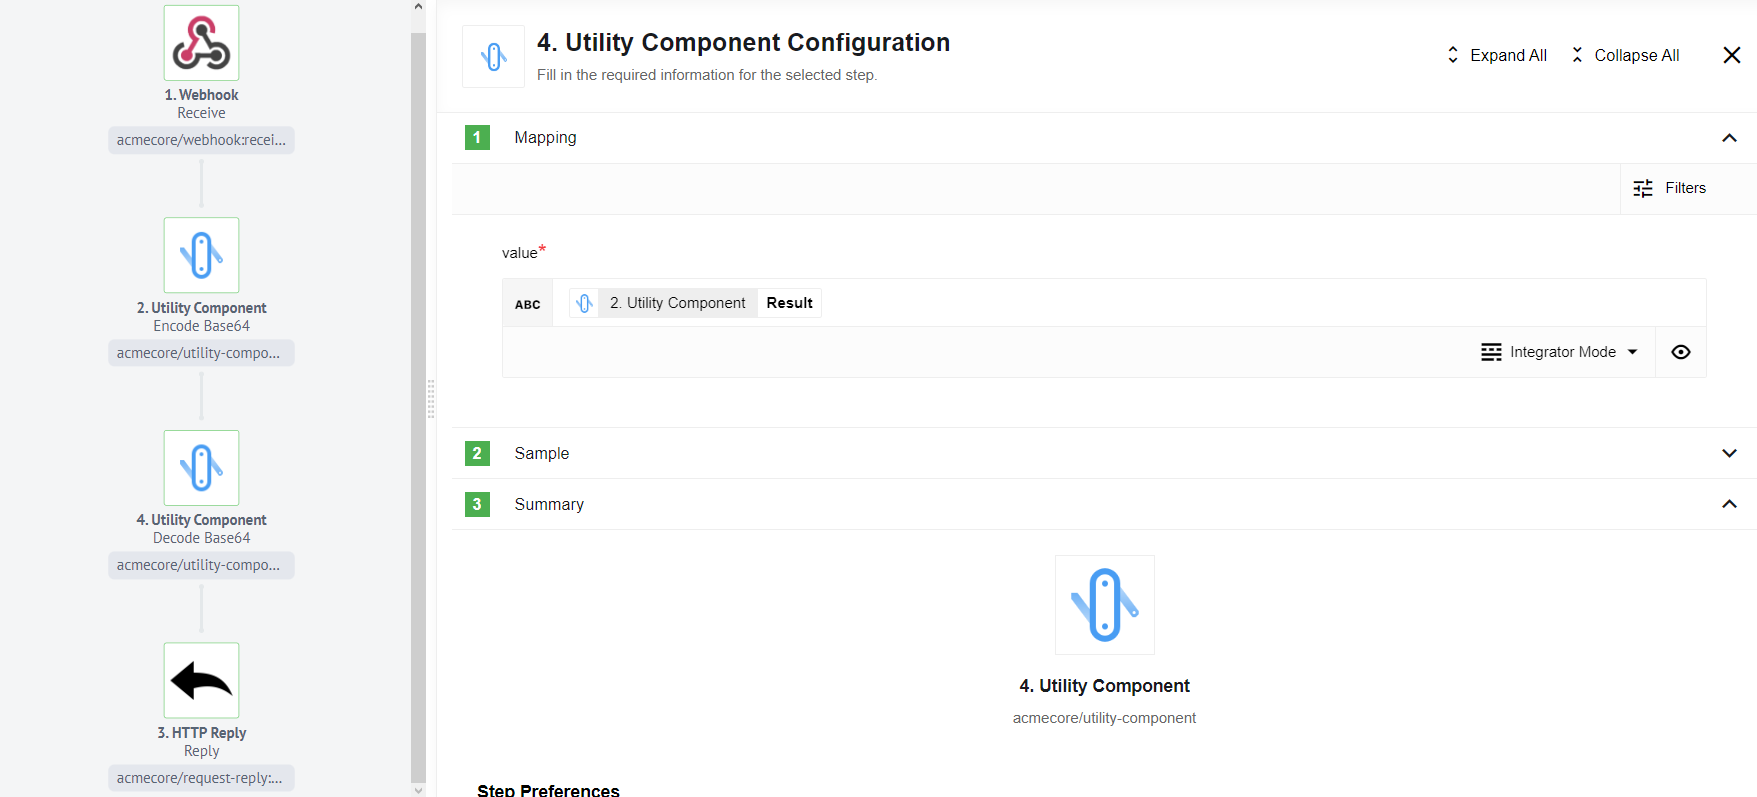 1. Webhook
Receive
acmecore/webhook:recei...
2. Utility Component
Encode Base64
acmecore/utility-compo...
4. Utility Component
Decode Base64
acmecore/utility-compo...
3. HTTP Reply
Reply
acmecore/request-reply:...
4. Utility Component Configuration
Fill in the required information for the selected step.
Expand All
Collapse All
1 Mapping
Filters
value*
ABC 2. Utility Component Result
Integrator Mode
2 Sample
3 Summary
4. Utility Component
acmecore/utility-component
Step Preferences